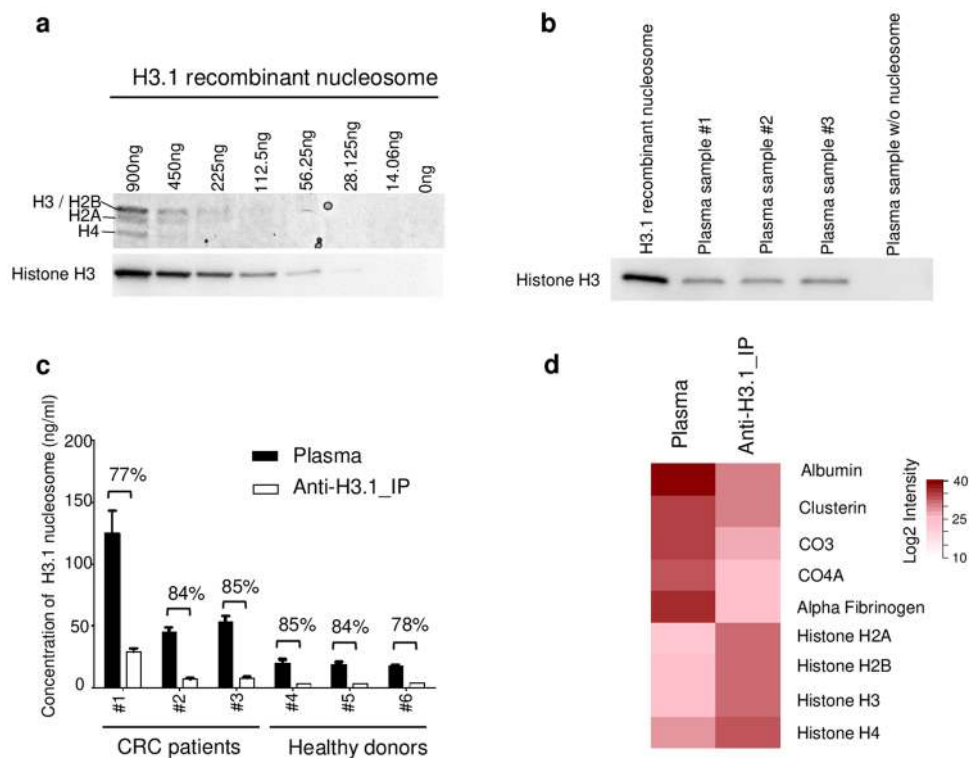 a
H3.1 recombinant nucleosome
900ng
450ng
225ng
112.5ng
56.25ng
28.125ng
14.06ng
0ng
H3 / H2B
H2A
H4
Histone H3
b
H3.1 recombinant nucleosome
Plasma sample #1
Plasma sample #2
Plasma sample #3
Plasma sample w/o nucleosome
Histone H3
c
Concentration of H3.1 nucleosome (ng/ml)
200
150
100
50
0
Plasma
Anti-H3.1_IP
77%
84%
85%
85%
84%
78%
#1
#2
#3
#4
#5
#6
CRC patients
Healthy donors
d
Plasma
Anti-H3.1_IP
Albumin
Clusterin
CO3
CO4A
Alpha Fibrinogen
Histone H2A
Histone H2B
Histone H3
Histone H4
Log2 Intensity
40
25
10